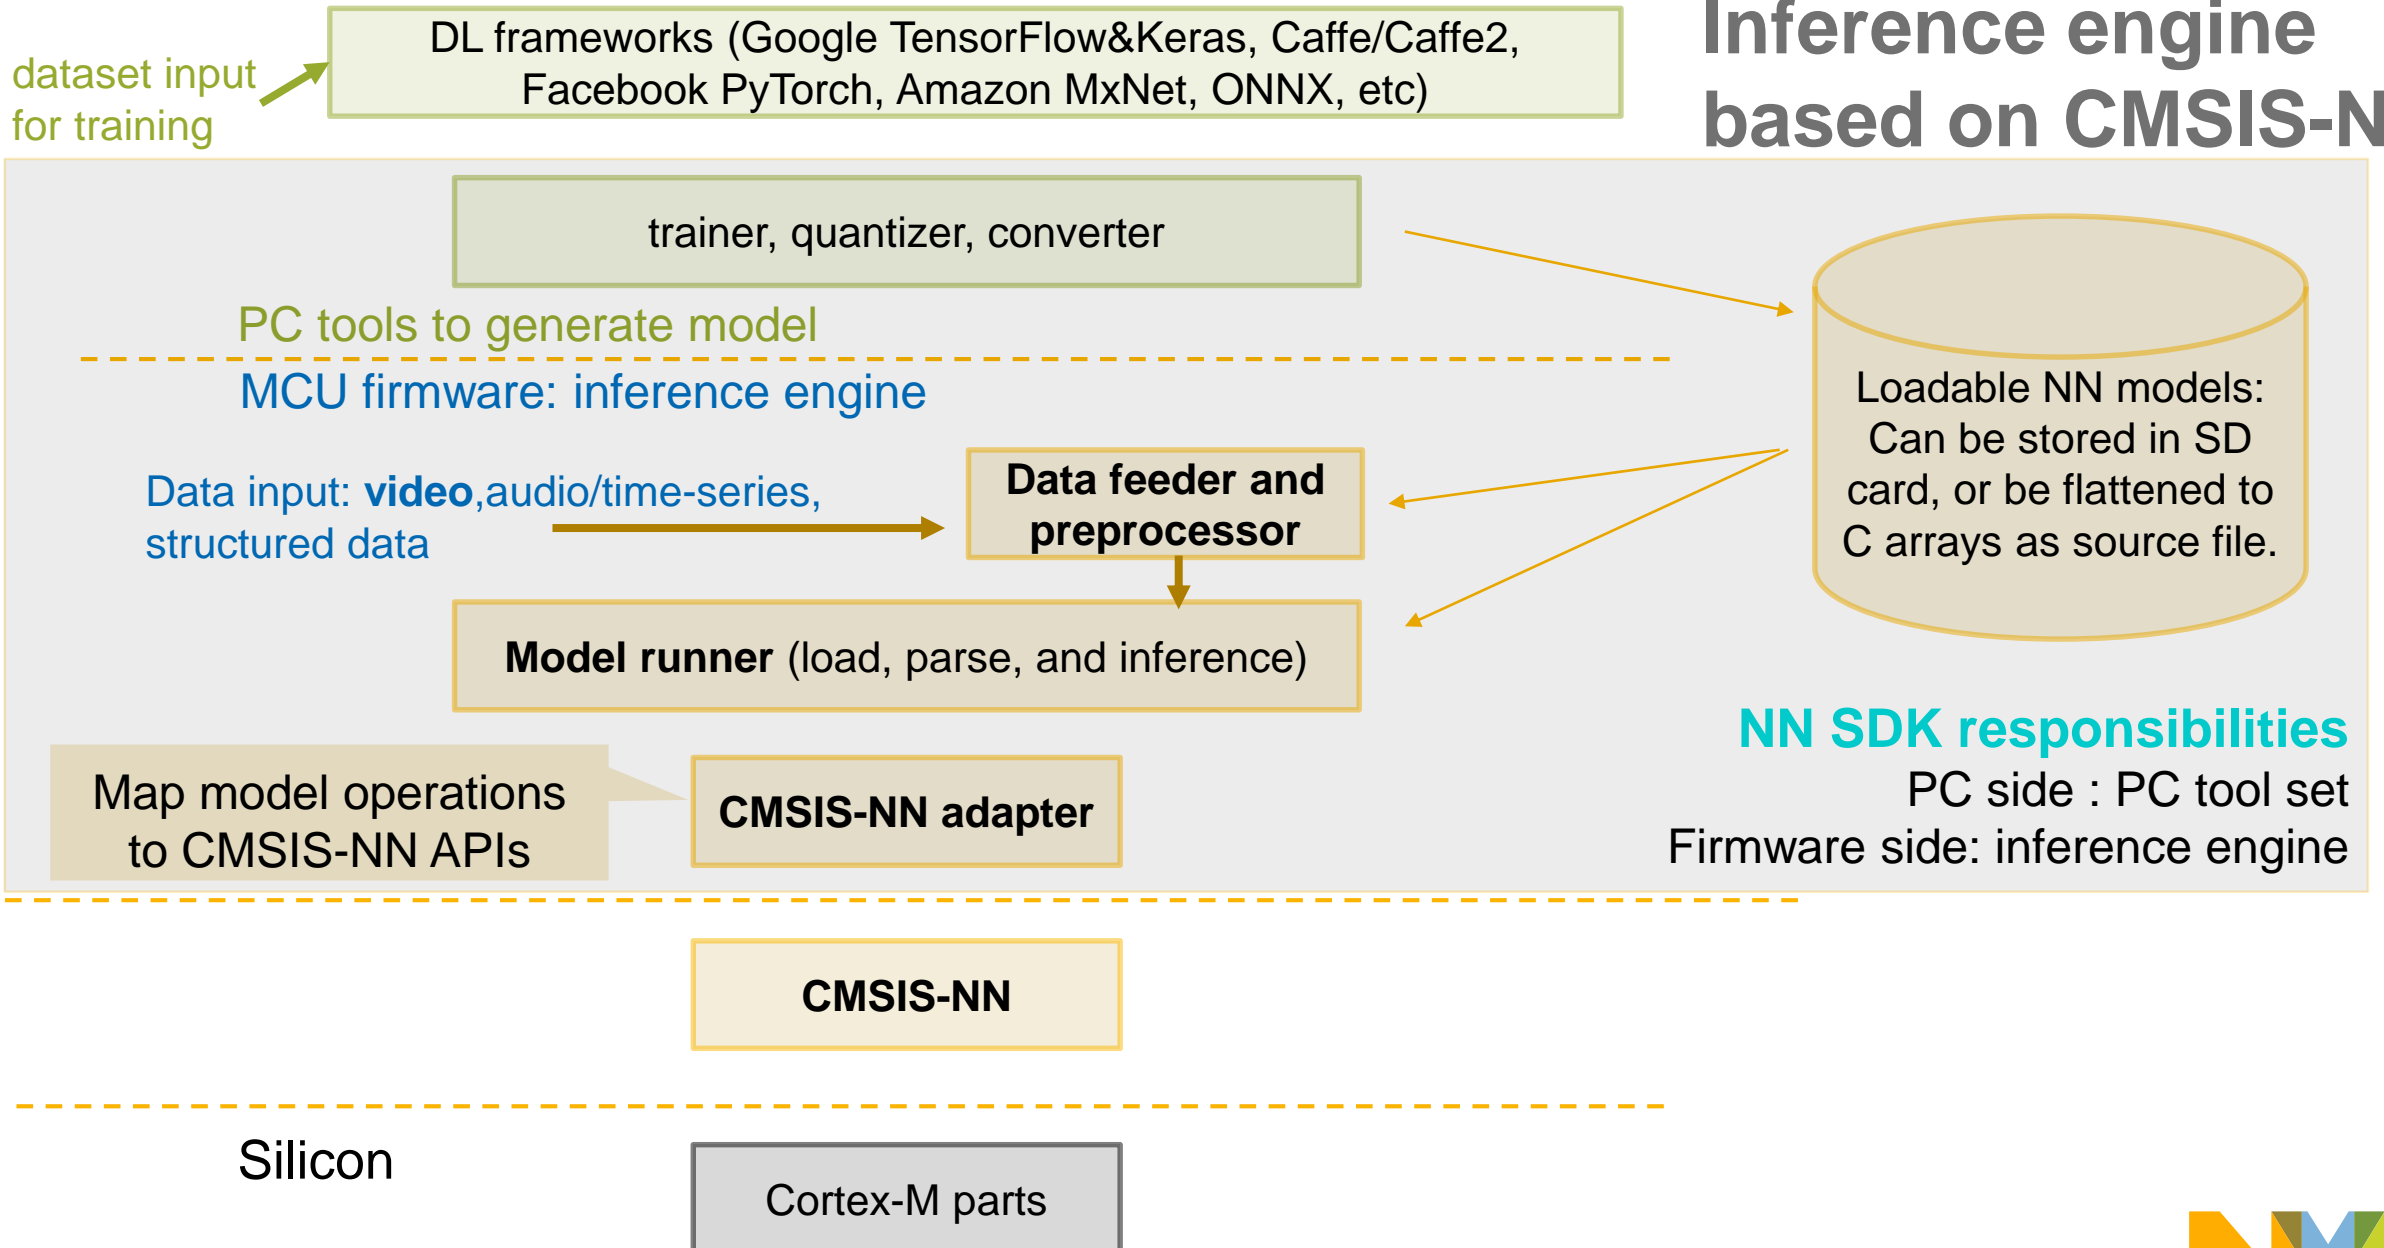 Inference engine
based on CMSIS-N
DL frameworks (Google TensorFlow&Keras, Caffe/Caffe2,
Facebook PyTorch, Amazon MxNet, ONNX, etc)
dataset input
for training
trainer, quantizer, converter
PC tools to generate model
MCU firmware: inference engine
Loadable NN models:
Can be stored in SD
card, or be flattened to
C arrays as source file.
Data input: video,audio/time-series,
structured data
Data feeder and
preprocessor
Model runner (load, parse, and inference)
NN SDK responsibilities
PC side : PC tool set
Firmware side: inference engine
Map model operations
to CMSIS-NN APIs
CMSIS-NN adapter
CMSIS-NN
Silicon
Cortex-M parts